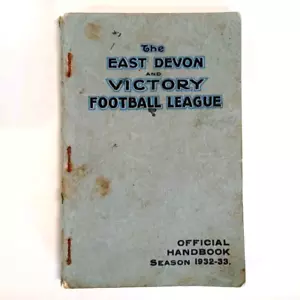 The
EAST DEVON
AND
VICTORY
FOOTBALL LEAGUE
OFFICIAL
HANDBOOK
SEASON 1932-33.